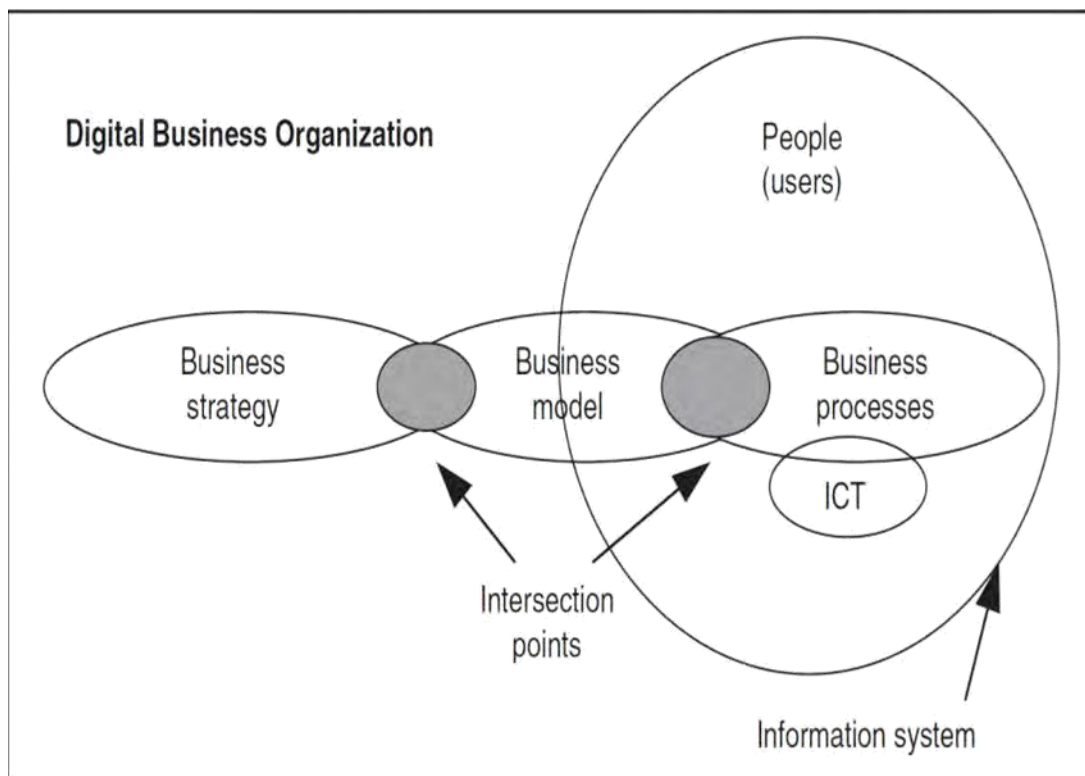 Digital Business Organization
People
(users)
Business
strategy
Business
model
Business
processes
ICT
Intersection
points
Information system